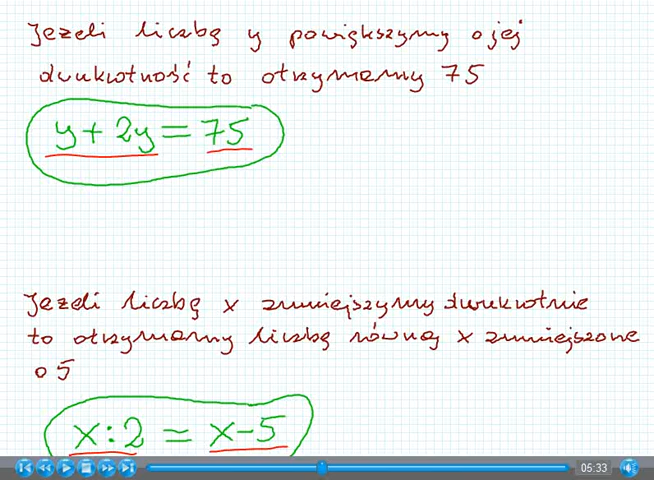 Jeżeli liczbę y powiększymy o jej
dwukrotność to otrzymamy 75
y + 2y = 75
Jeżeli liczbę x zmniejszymy dwukrotnie
to otrzymamy liczbę równą x zmniejszone
o 5
x : 2 = x - 5
05:33